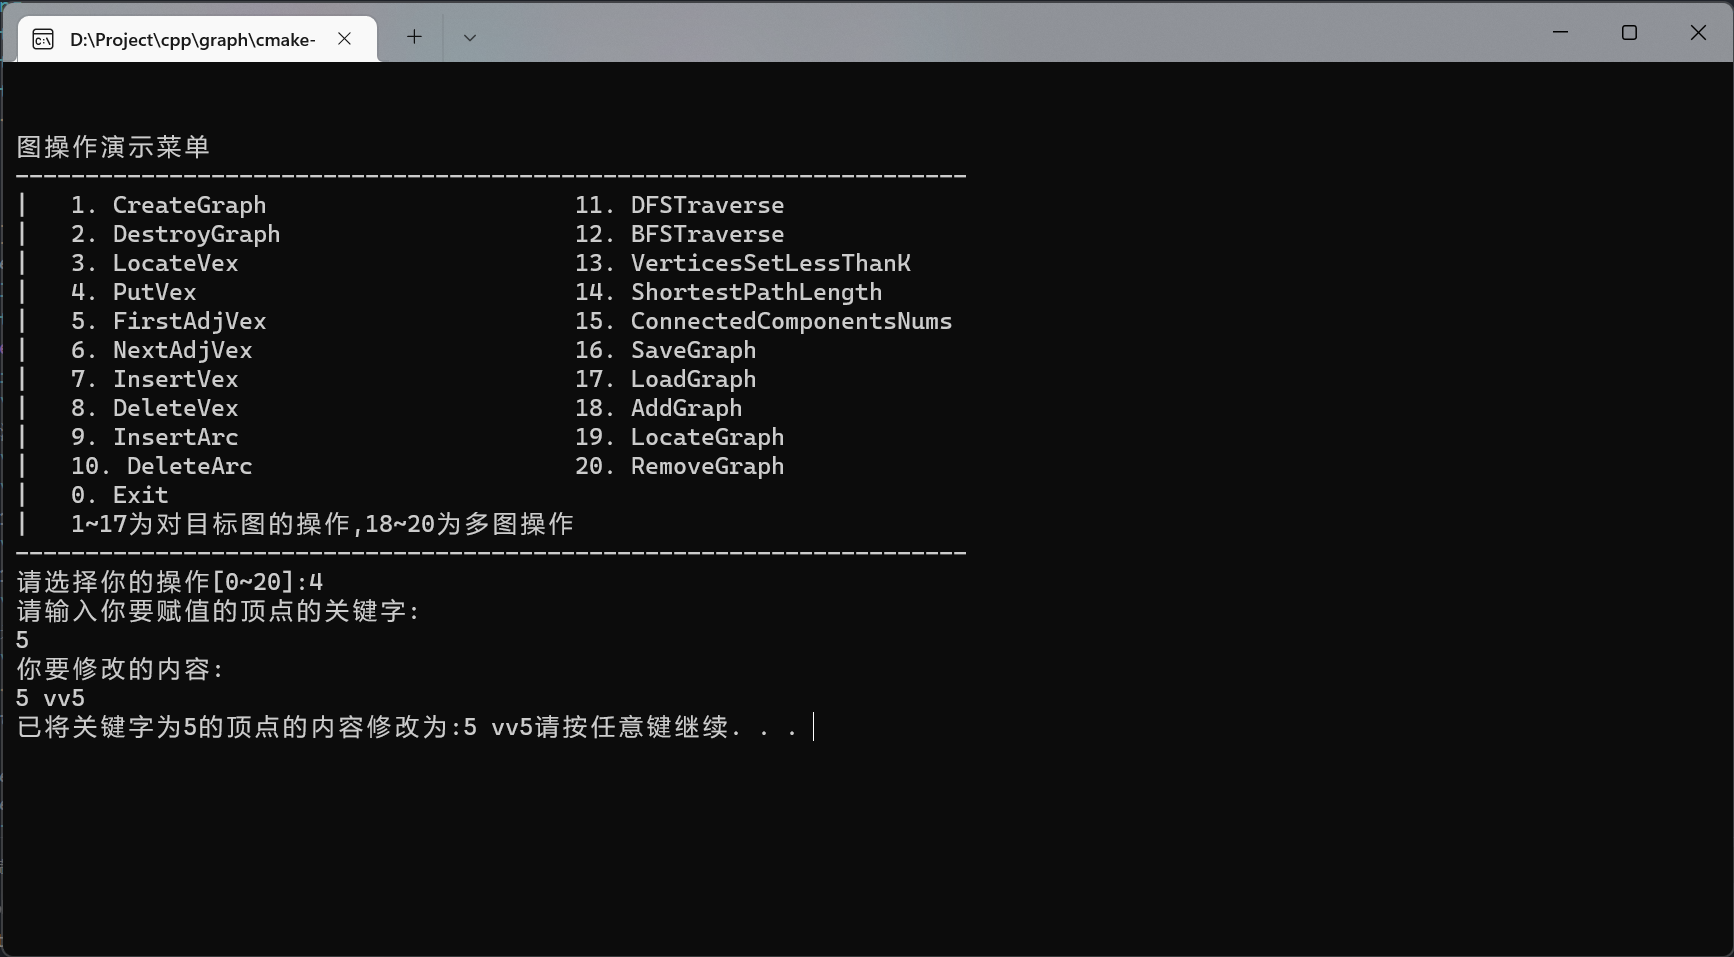 D:\Project\cpp\graph\cmake-
图操作演示菜单
--------------------------------------------------------------------
|   1. CreateGraph                      11. DFSTraverse
|   2. DestroyGraph                     12. BFSTraverse
|   3. LocateVex                        13. VerticesSetLessThanK
|   4. PutVex                           14. ShortestPathLength
|   5. FirstAdjVex                      15. ConnectedComponentsNums
|   6. NextAdjVex                       16. SaveGraph
|   7. InsertVex                        17. LoadGraph
|   8. DeleteVex                        18. AddGraph
|   9. InsertArc                        19. LocateGraph
|   10. DeleteArc                       20. RemoveGraph
|   0. Exit
|   1~17为对目标图的操作,18~20为多图操作
--------------------------------------------------------------------
请选择你的操作[0~20]:4
请输入你要赋值的顶点的关键字:
5
你要修改的内容:
5 vv5
已将关键字为5的顶点的内容修改为:5 vv5请按任意键继续. . .